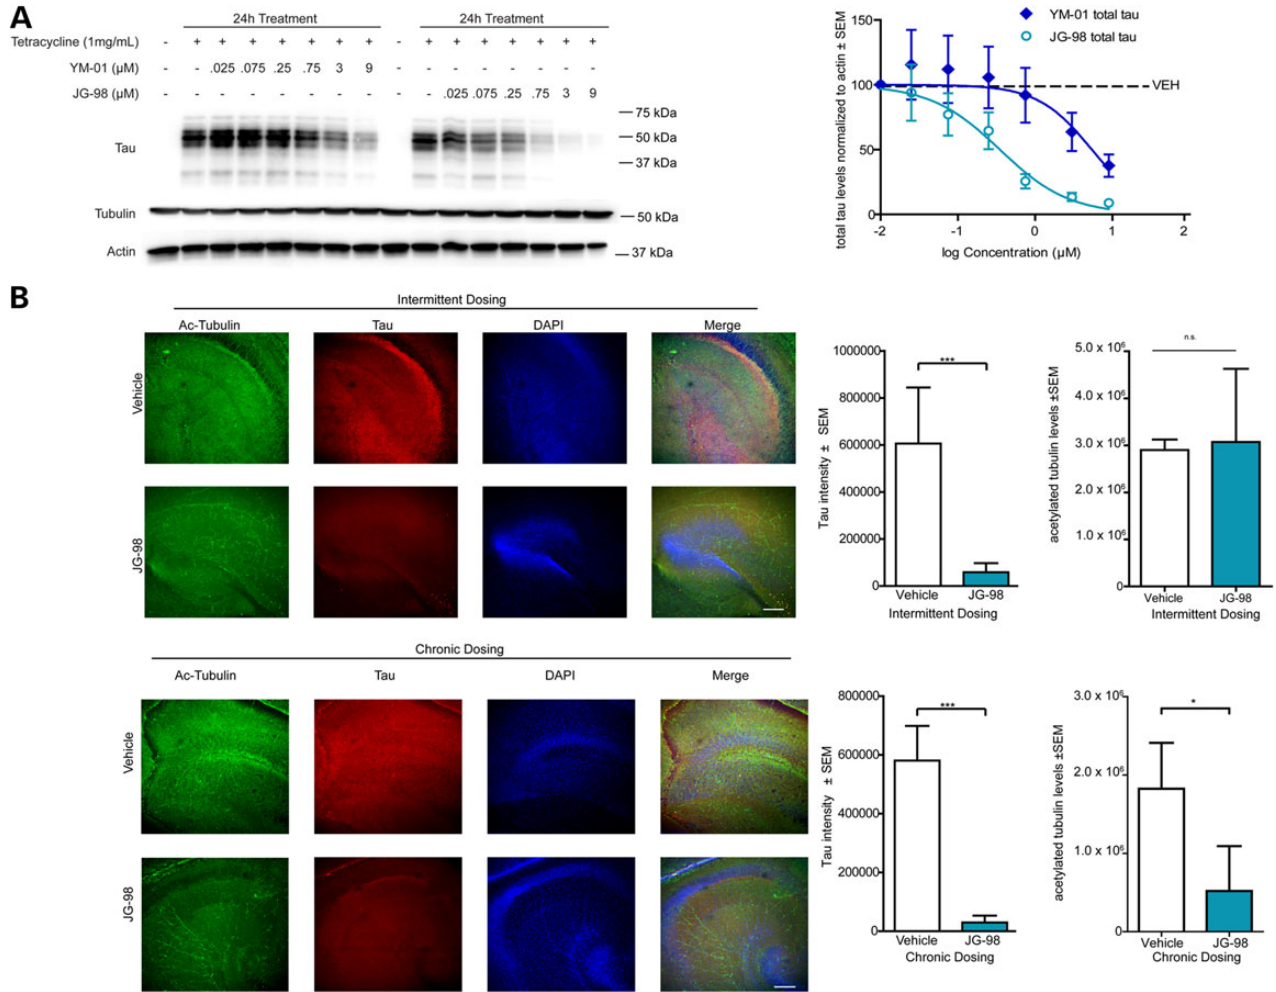 A
24h Treatment 24h Treatment
Tetracycline (1mg/mL) - + + + + + + + - + + + + + + +
YM-01 (µM) - - .025 .075 .25 .75 3 9 - -
JG-98 (µM) - - .025 .075 .25 .75 3 9
Tau
75 kDa
50 kDa
37 kDa
Tubulin
50 kDa
Actin
37 kDa
total tau levels normalized to actin ± SEM
150
100
50
0
YM-01 total tau
JG-98 total tau
VEH
-2 -1 0 1 2
log Concentration (µM)
B
Intermittent Dosing
Ac-Tubulin Tau DAPI Merge
Vehicle
JG-98
Tau intensity ± SEM
1000000
800000
600000
400000
200000
0
***
Vehicle JG-98
Intermittent Dosing
acetylated tubulin levels ±SEM
5.0 x 10⁶
4.0 x 10⁶
3.0 x 10⁶
2.0 x 10⁶
1.0 x 10⁶
0
n.s.
Vehicle JG-98
Intermittent Dosing
Chronic Dosing
Ac-Tubulin Tau DAPI Merge
Vehicle
JG-98
Tau intensity ± SEM
800000
600000
400000
200000
0
***
Vehicle JG-98
Chronic Dosing
acetylated tubulin levels ±SEM
3.0 x 10⁶
2.0 x 10⁶
1.0 x 10⁶
0
*
Vehicle JG-98
Chronic Dosing